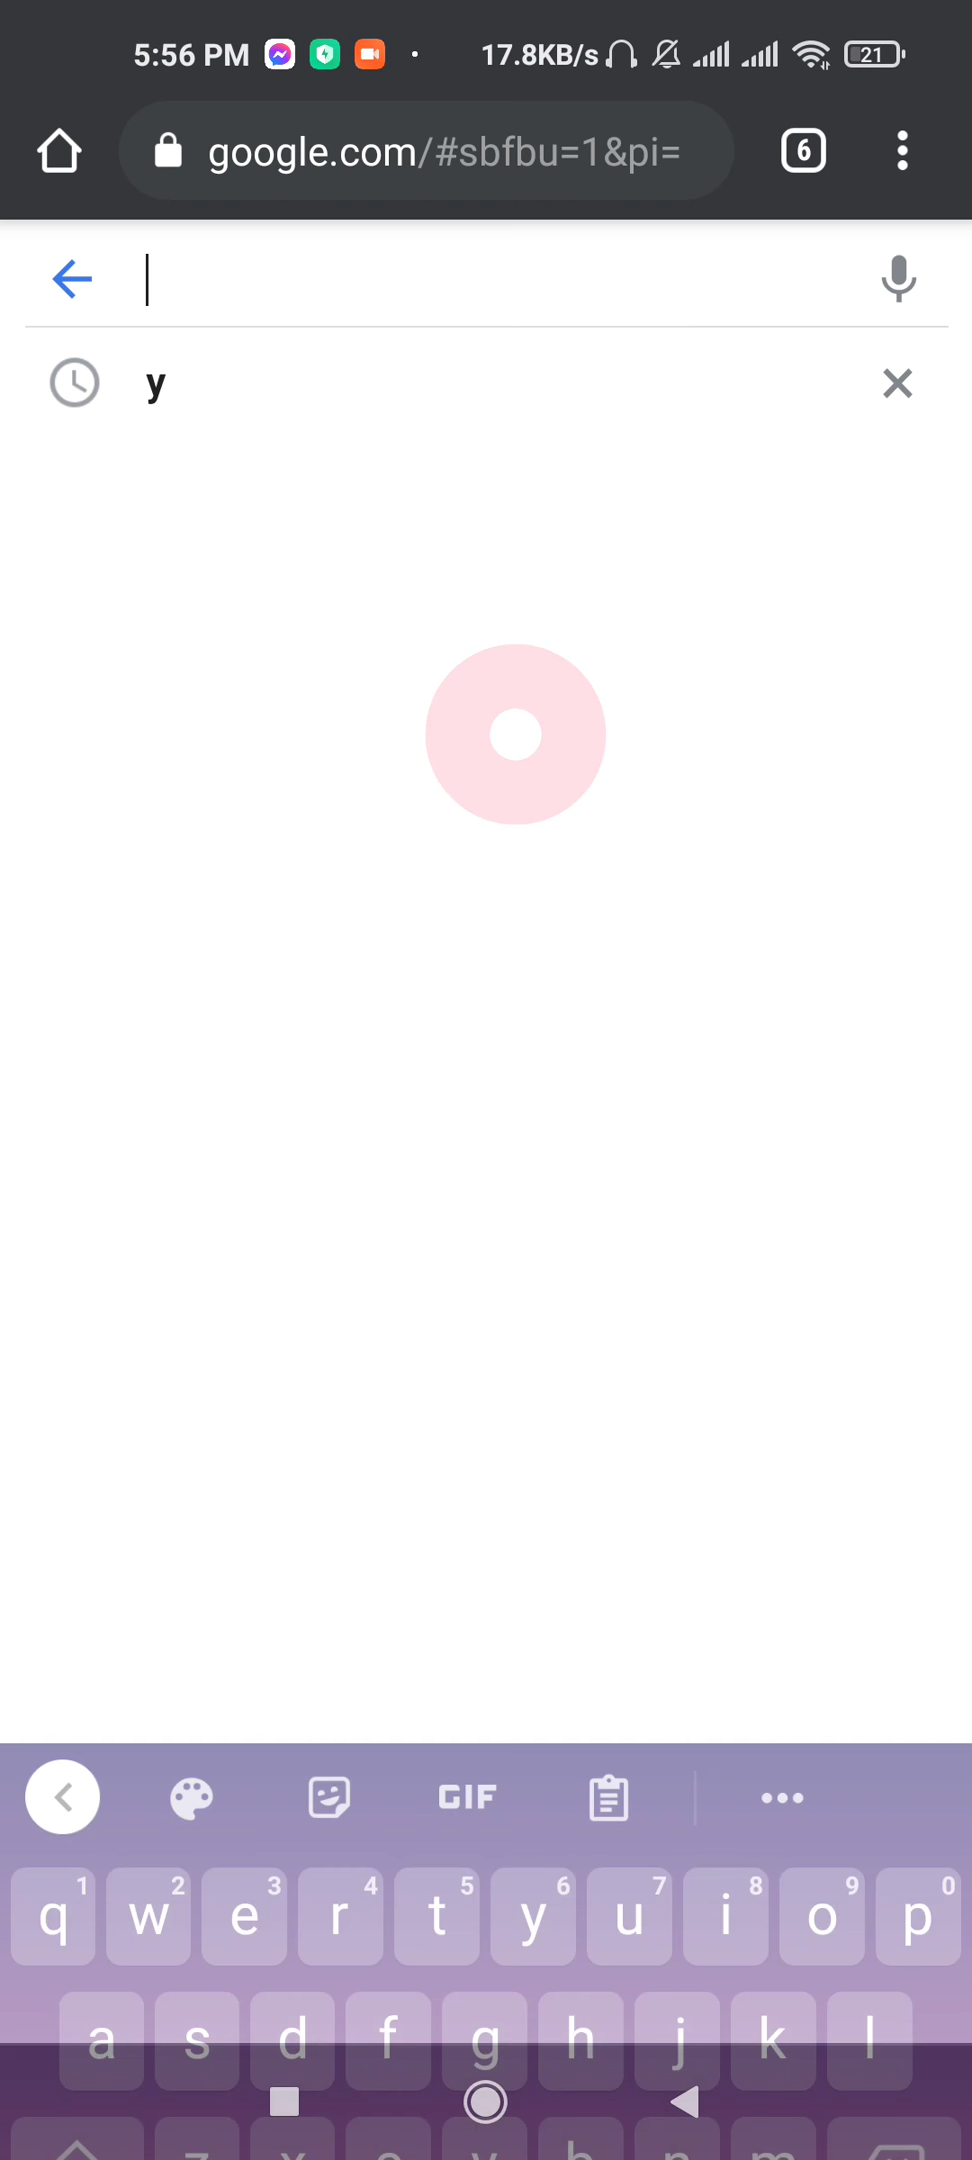 5:56 PM 17.8KB/s 21
google.com/#sbfbu=1&pi= 6
y
GIF
1 2 3 4 5 6 7 8 9 0
q w e r t y u i o p
a s d f g h j k l
z x c v b n m